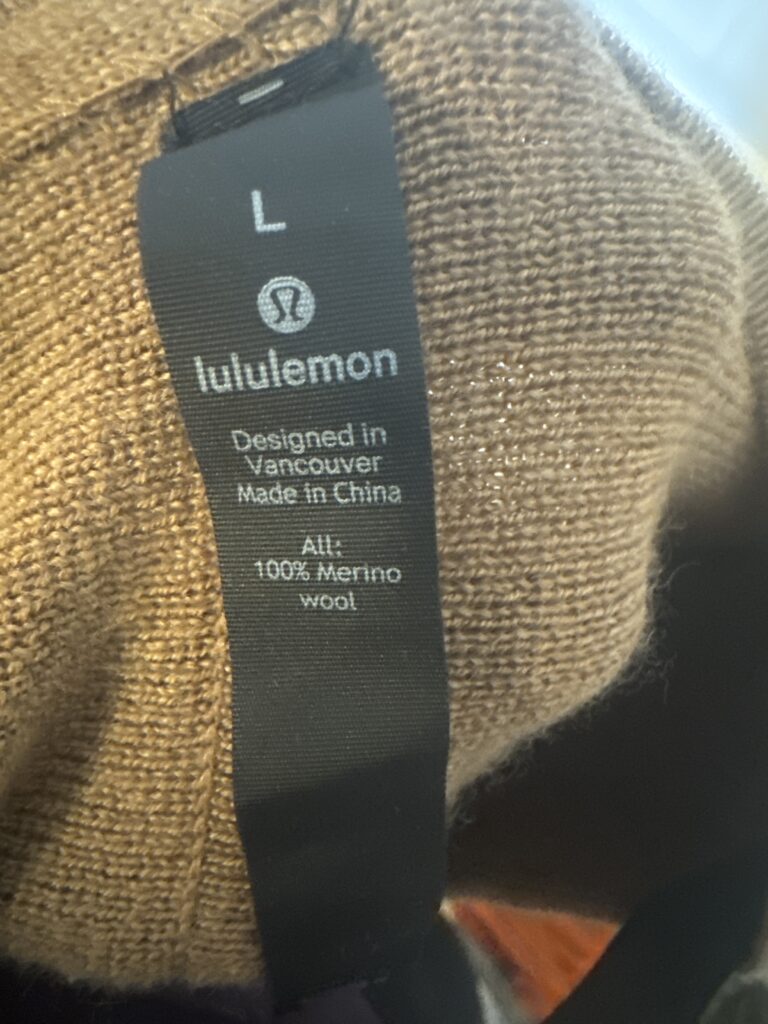 L
lululemon
Designed in
Vancouver
Made in China
All:
100% Merino
wool